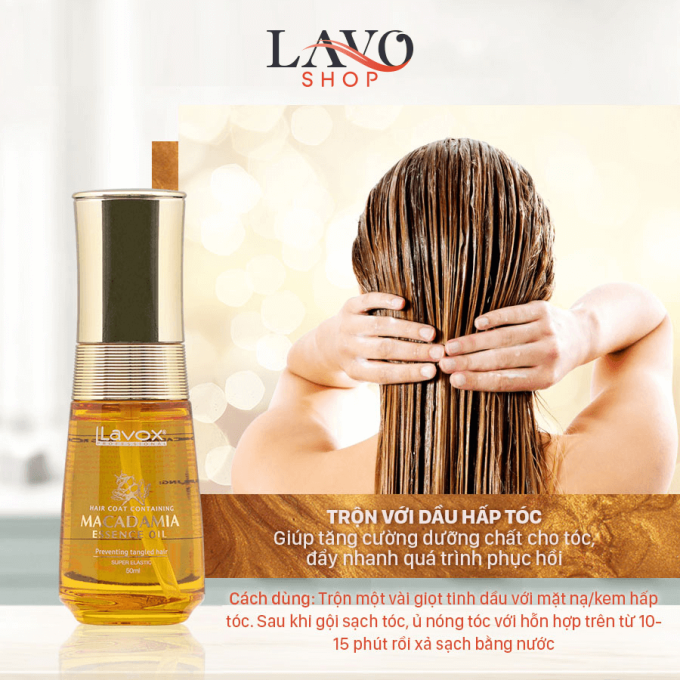 LAVO
SHOP
LLavox®
PROFESSIONAL
HAIR COAT CONTAINING
MACADAMIA
ESSENCE OIL
Preventing tangled hair
SUPER ELASTIC
50ml
TRỘN VỚI DẦU HẤP TÓC
Giúp tăng cường dưỡng chất cho tóc,
đẩy nhanh quá trình phục hồi
Cách dùng: Trộn một vài giọt tinh dầu với mặt nạ/kem hấp
tóc. Sau khi gội sạch tóc, ủ nóng tóc với hỗn hợp trên từ 10-
15 phút rồi xả sạch bằng nước